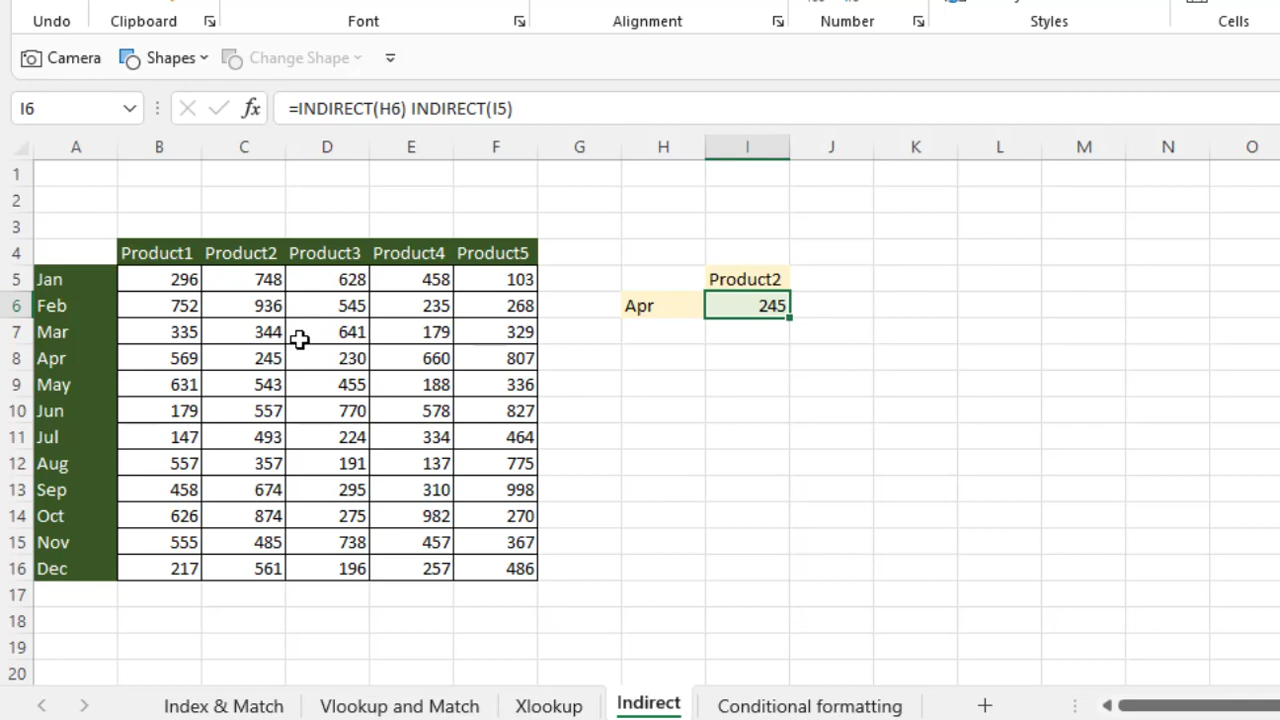 Undo Clipboard Font Alignment Number Styles Cells
Camera Shapes Change Shape
I6 fx =INDIRECT(H6) INDIRECT(I5)
A B C D E F G H I J K L M N O
1
2
3
4 Product1 Product2 Product3 Product4 Product5
5 Jan 296 748 628 458 103 Product2
6 Feb 752 936 545 235 268 Apr 245
7 Mar 335 344 641 179 329
8 Apr 569 245 230 660 807
9 May 631 543 455 188 336
10 Jun 179 557 770 578 827
11 Jul 147 493 224 334 464
12 Aug 557 357 191 137 775
13 Sep 458 674 295 310 998
14 Oct 626 874 275 982 270
15 Nov 555 485 738 457 367
16 Dec 217 561 196 257 486
17
18
19
20
Index & Match Vlookup and Match Xlookup Indirect Conditional formatting